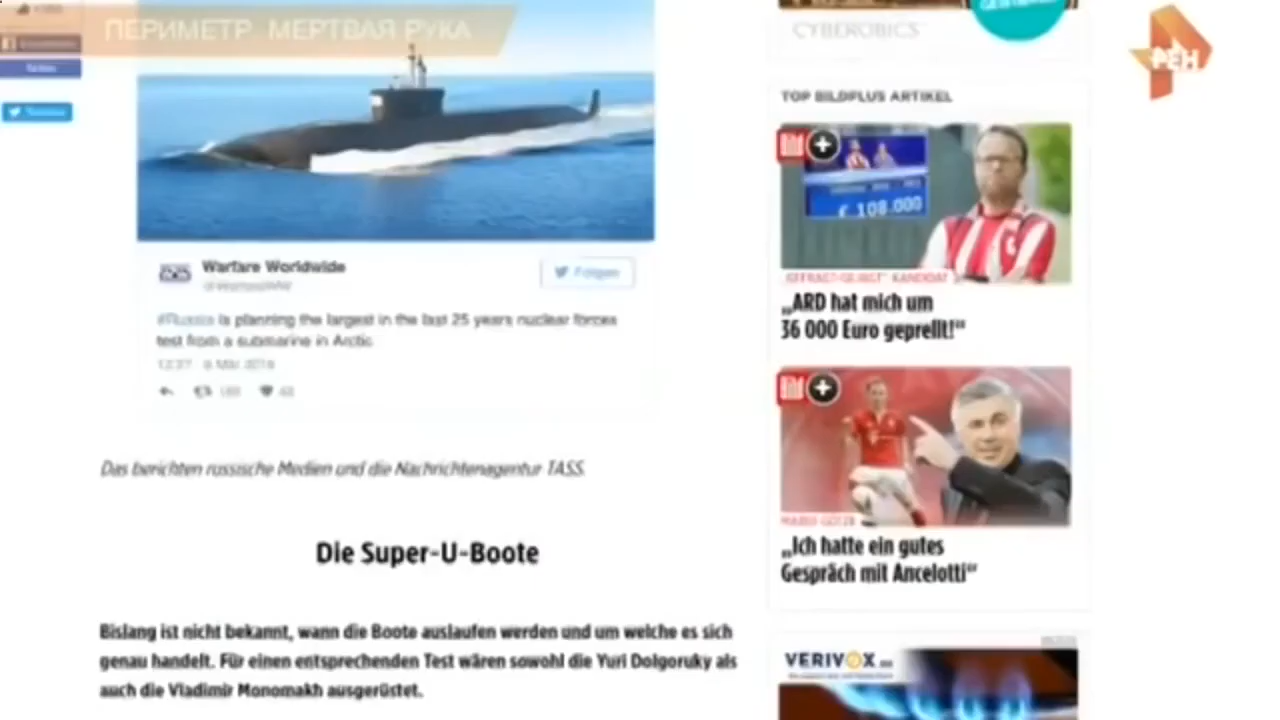 ПЕРИМЕТР. МЕРТВАЯ РУКА
CYBEROBICS
РЕН
TOP BILDPLUS ARTIKEL
Bild +
€ 108.000
KANDIDAT
„ARD hat mich um
36 000 Euro geprellt!“
Bild +
MARIO GÖTZE
„Ich hatte ein gutes
Gespräch mit Ancelotti“
VERIVOX
Warfare Worldwide
Folgen
#Russia is planning the largest in the last 25 years nuclear forces
test from a submarine in Arctic
Das berichten russische Medien und die Nachrichtenagentur TASS.
Die Super-U-Boote
Bislang ist nicht bekannt, wann die Boote auslaufen werden und um welche es sich
genau handelt. Für einen entsprechenden Test wären sowohl die Yuri Dolgoruky als
auch die Vladimir Monomakh ausgerüstet.